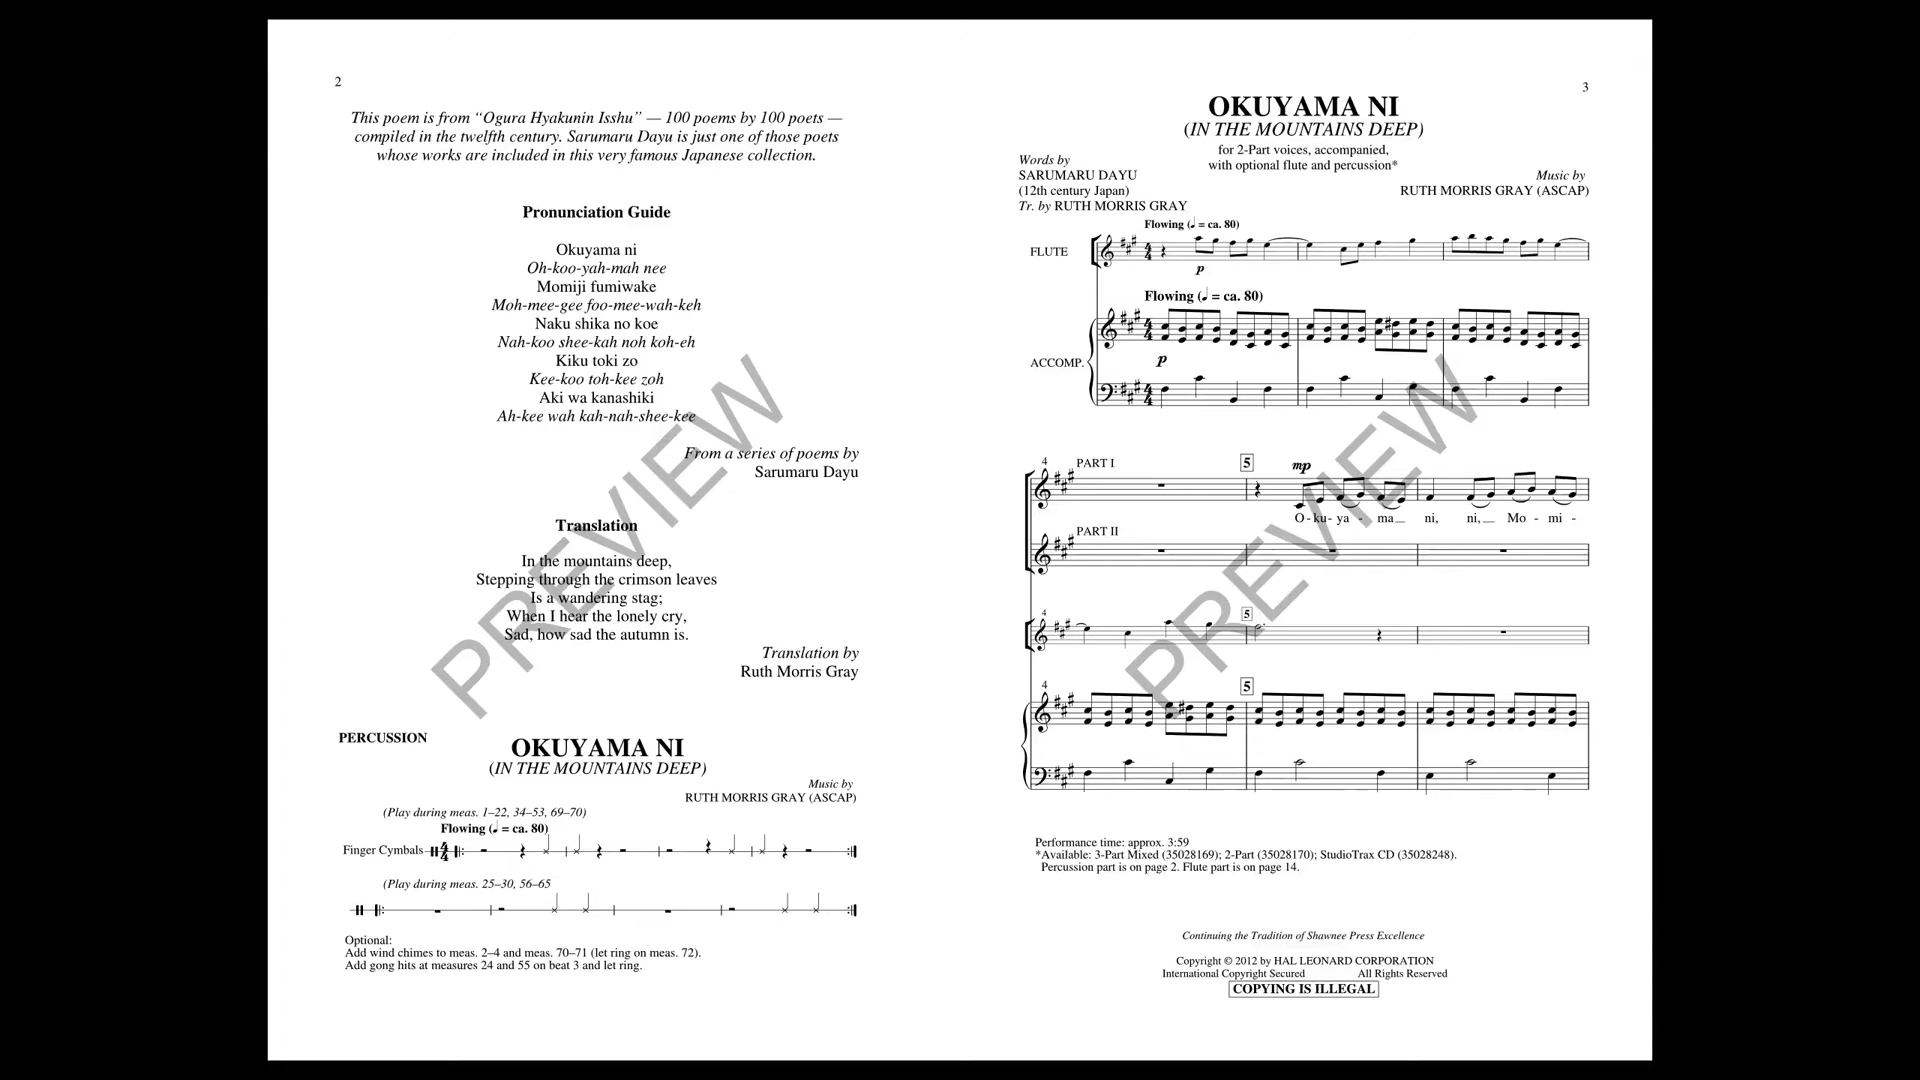 2
This poem is from “Ogura Hyakunin Isshu” — 100 poems by 100 poets —
compiled in the twelfth century. Sarumaru Dayu is just one of those poets
whose works are included in this very famous Japanese collection.
Pronunciation Guide
Okuyama ni
Oh-koo-yah-mah nee
Momiji fumiwake
Moh-mee-gee foo-mee-wah-keh
Naku shika no koe
Nah-koo shee-kah noh koh-eh
Kiku toki zo
Kee-koo toh-kee zoh
Aki wa kanashiki
Ah-kee wah kah-nah-shee-kee
From a series of poems by
Sarumaru Dayu
Translation
In the mountains deep,
Stepping through the crimson leaves
Is a wandering stag;
When I hear the lonely cry,
Sad, how sad the autumn is.
Translation by
Ruth Morris Gray
PREVIEW
PERCUSSION
OKUYAMA NI
(IN THE MOUNTAINS DEEP)
Music by
RUTH MORRIS GRAY (ASCAP)
(Play during meas. 1–22, 34–53, 69–70)
Flowing (♩ = ca. 80)
Finger Cymbals
4
4
(Play during meas. 25–30, 56–65
Optional:
Add wind chimes to meas. 2–4 and meas. 70–71 (let ring on meas. 72).
Add gong hits at measures 24 and 55 on beat 3 and let ring.
3
OKUYAMA NI
(IN THE MOUNTAINS DEEP)
for 2-Part voices, accompanied,
with optional flute and percussion*
Words by
SARUMARU DAYU
(12th century Japan)
Tr. by RUTH MORRIS GRAY
Music by
RUTH MORRIS GRAY (ASCAP)
Flowing (♩ = ca. 80)
FLUTE
4
4
p
Flowing (♩ = ca. 80)
ACCOMP.
4
4
p
4
4
4
PART I
5
mp
O - ku - ya - ma ni, ni, Mo - mi -
PART II
4
5
4
5
PREVIEW
Performance time: approx. 3:59
*Available: 3-Part Mixed (35028169); 2-Part (35028170); StudioTrax CD (35028248).
Percussion part is on page 2. Flute part is on page 14.
Continuing the Tradition of Shawnee Press Excellence
Copyright © 2012 by HAL LEONARD CORPORATION
International Copyright Secured All Rights Reserved
COPYING IS ILLEGAL